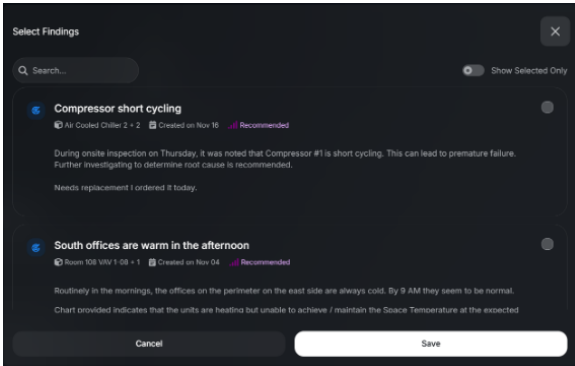 Select Findings
Search...
Show Selected Only
Compressor short cycling
Air Cooled Chiller 2 + 2 Created on Nov 16 Recommended
During onsite inspection on Thursday, it was noted that Compressor #1 is short cycling. This can lead to premature failure.
Further investigating to determine root cause is recommended.
Needs replacement I ordered it today.
South offices are warm in the afternoon
Room 108 VAV 1-08 + 1 Created on Nov 04 Recommended
Routinely in the mornings, the offices on the perimeter on the east side are always cold. By 9 AM they seem to be normal.
Chart provided indicates that the units are heating but unable to achieve / maintain the Space Temperature at the expected
Cancel
Save